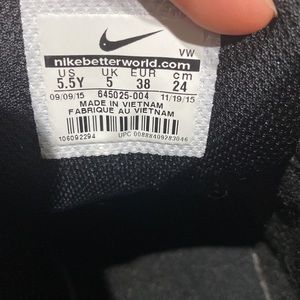 VW
nikebetterworld.com
US UK EUR cm
5.5Y 5 38 24
09/09/15 645025-004 11/19/15
MADE IN VIETNAM
FABRIQUE AU VIETNAM
106092294 UPC 00888409283046